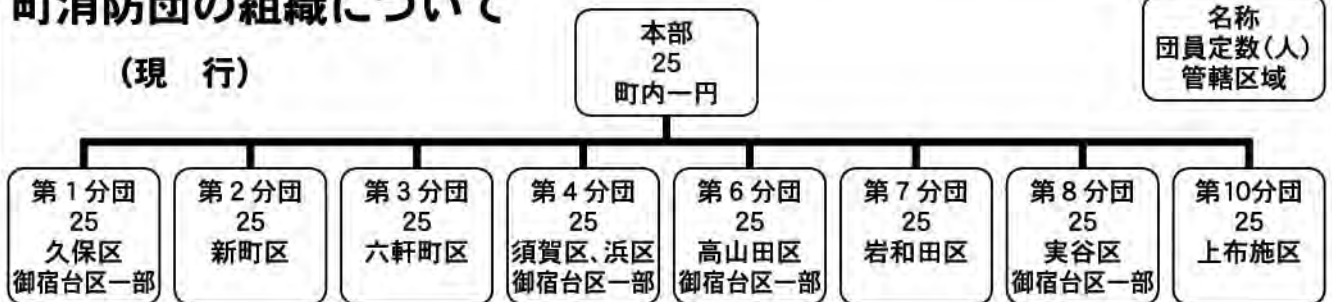 町消防団の組織について
(現　行)
本部
25
町内一円
名称
団員定数(人)
管轄区域
第1分団
25
久保区
御宿台区一部
第2分団
25
新町区
第3分団
25
六軒町区
第4分団
25
須賀区、浜区
御宿台区一部
第6分団
25
高山田区
御宿台区一部
第7分団
25
岩和田区
第8分団
25
実谷区
御宿台区一部
第10分団
25
上布施区